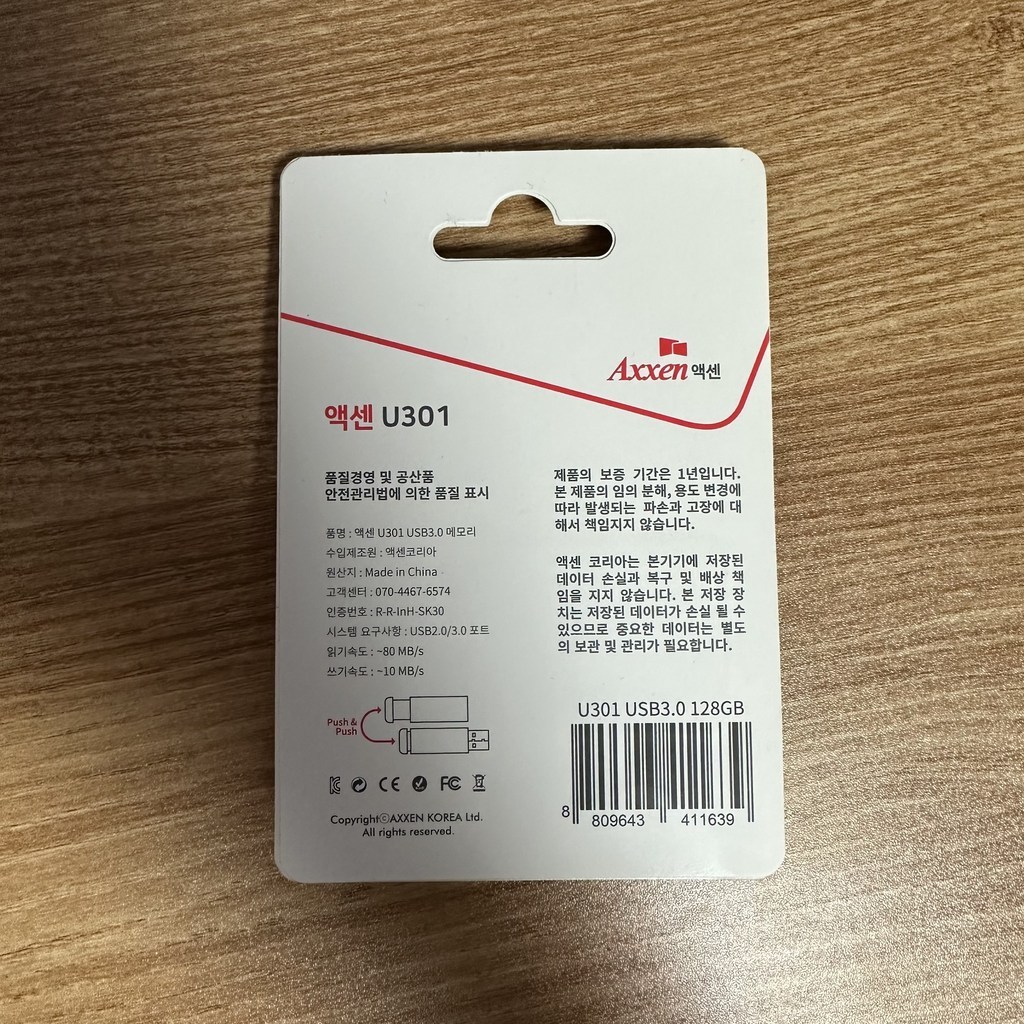 Axxen 액센
액센 U301
품질경영 및 공산품
안전관리법에 의한 품질 표시
품명 : 액센 U301 USB3.0 메모리
수입제조원 : 액센코리아
원산지 : Made in China
고객센터 : 070-4467-6574
인증번호 : R-R-InH-SK30
시스템 요구사항 : USB2.0/3.0 포트
읽기속도 : ~80 MB/s
쓰기속도 : ~10 MB/s
Push &
Push
CE FC
CopyrightⓒAXXEN KOREA Ltd.
All rights reserved.
제품의 보증 기간은 1년입니다.
본 제품의 임의 분해, 용도 변경에
따라 발생되는 파손과 고장에 대
해서 책임지지 않습니다.
액센 코리아는 본기기에 저장된
데이터 손실과 복구 및 배상 책
임을 지지 않습니다. 본 저장 장
치는 저장된 데이터가 손실 될 수
있으므로 중요한 데이터는 별도
의 보관 및 관리가 필요합니다.
U301 USB3.0 128GB
8 809643 411639